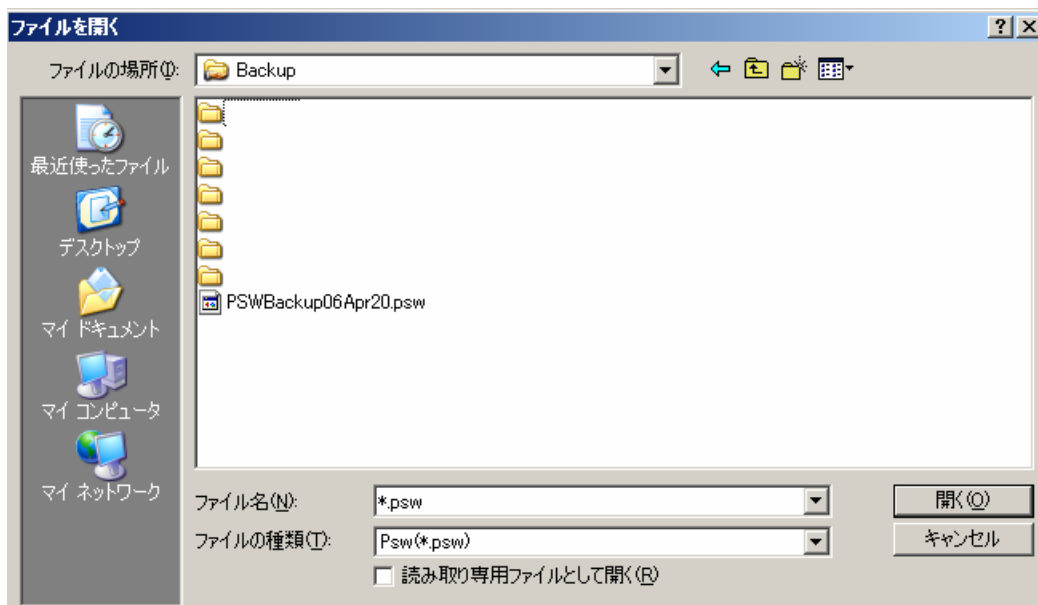 ファイルを開く
ファイルの場所(I):
Backup
最近使ったファイル
デスクトップ
マイ ドキュメント
マイ コンピュータ
マイ ネットワーク
PSWBackup06Apr20.psw
ファイル名(N):
*.psw
開く(O)
ファイルの種類(T):
Psw(*.psw)
キャンセル
読み取り専用ファイルとして開く(R)